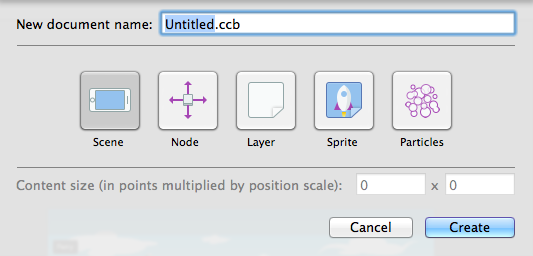 New document name: Untitled.ccb
Scene Node Layer Sprite Particles
Content size (in points multiplied by position scale): 0 x 0
Cancel Create